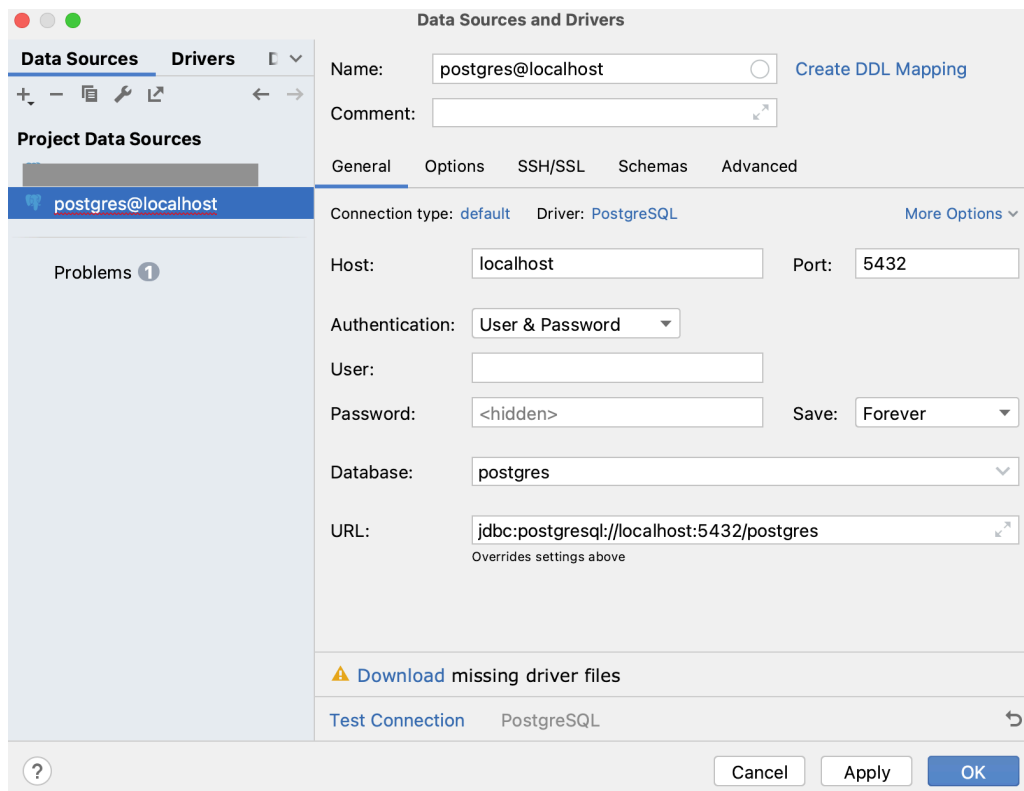 Data Sources and Drivers
Data Sources Drivers D
Name: postgres@localhost Create DDL Mapping
Comment:
Project Data Sources
General Options SSH/SSL Schemas Advanced
postgres@localhost
Connection type: default Driver: PostgreSQL More Options
Problems 1
Host: localhost Port: 5432
Authentication: User & Password
User:
Password: <hidden> Save: Forever
Database: postgres
URL: jdbc:postgresql://localhost:5432/postgres
Overrides settings above
Download missing driver files
Test Connection PostgreSQL
? Cancel Apply OK